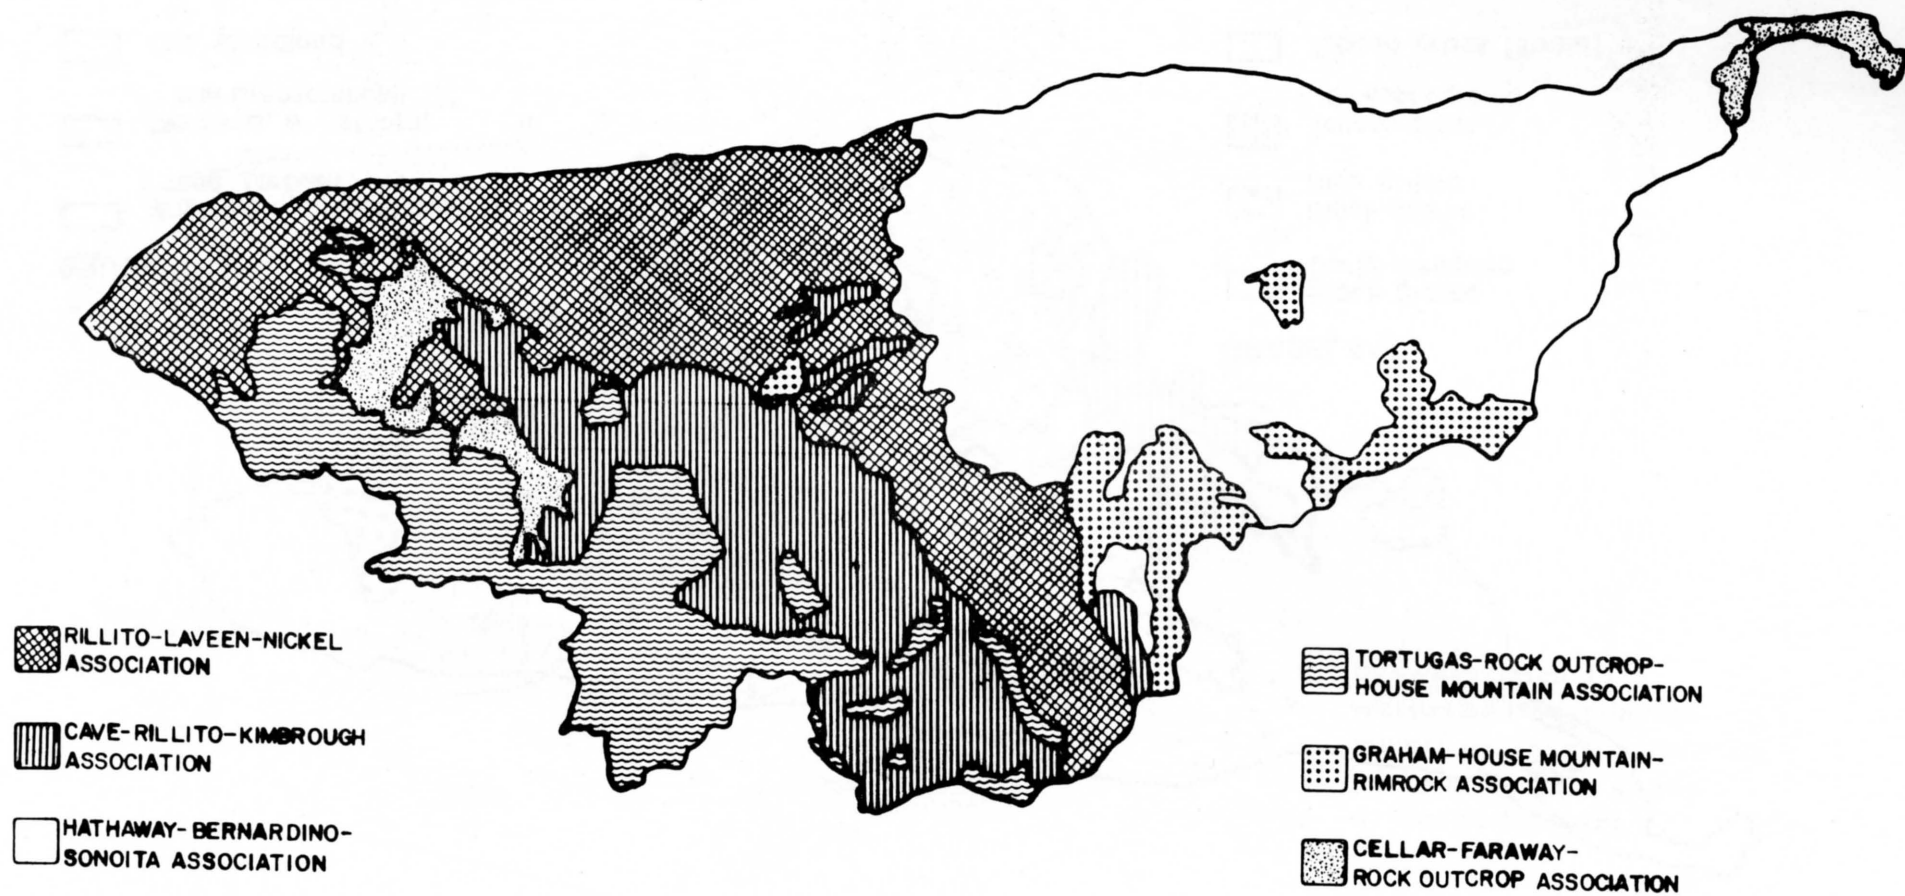 RILLITO-LAVEEN-NICKEL
ASSOCIATION
CAVE-RILLITO-KIMBROUGH
ASSOCIATION
HATHAWAY-BERNARDINO-
SONOITA ASSOCIATION
TORTUGAS-ROCK OUTCROP-
HOUSE MOUNTAIN ASSOCIATION
GRAHAM-HOUSE MOUNTAIN-
RIMROCK ASSOCIATION
CELLAR-FARAWAY-
ROCK OUTCROP ASSOCIATION